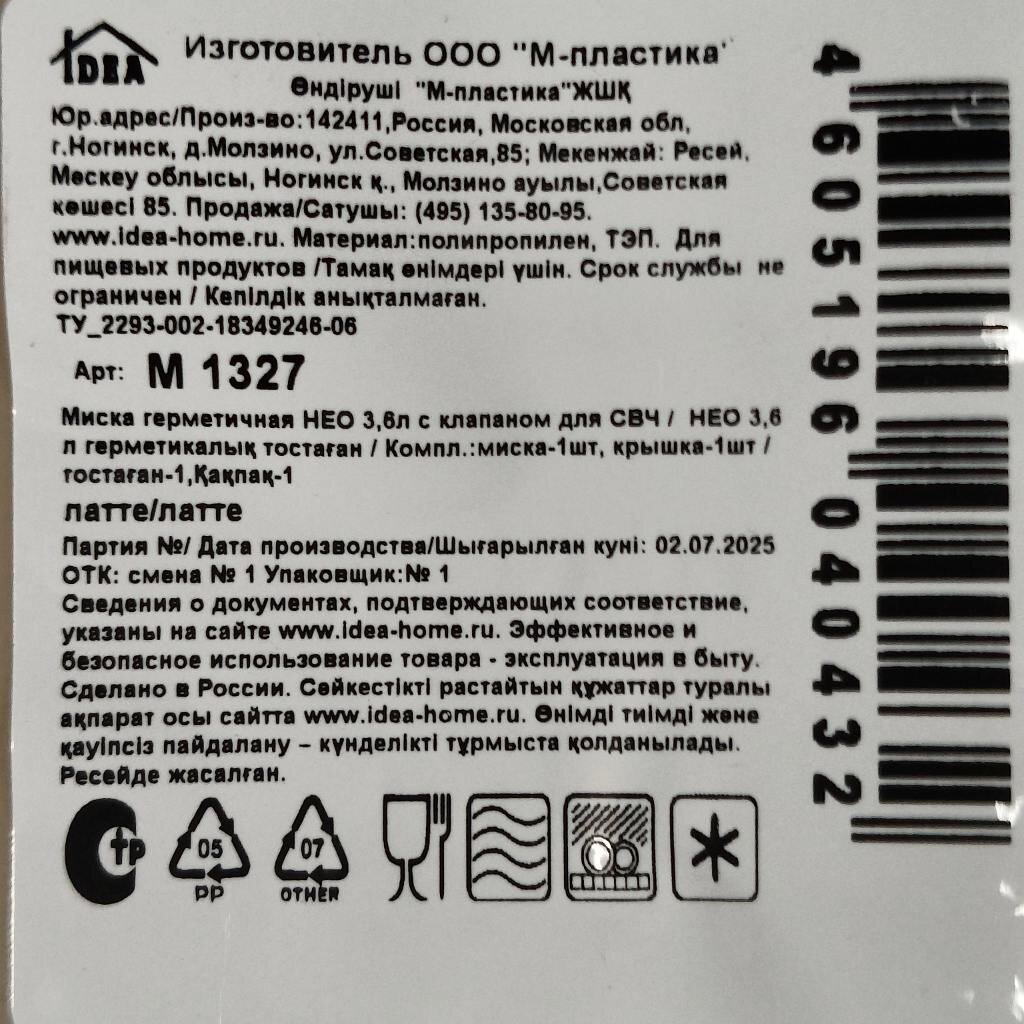 IDEA
Изготовитель ООО "М-пластика"
Өндіруші "М-пластика"ЖШҚ
Юр.адрес/Произ-во:142411,Россия, Московская обл,
г.Ногинск, д.Молзино, ул.Советская,85; Мекенжай: Ресей,
Мәскеу облысы, Ногинск қ., Молзино ауылы,Советская
көшесі 85. Продажа/Сатушы: (495) 135-80-95.
www.idea-home.ru. Материал:полипропилен, ТЭП. Для
пищевых продуктов /Тамақ өнімдері үшін. Срок службы не
ограничен / Кепілдік анықталмаған.
ТУ_2293-002-18349246-06
Арт: М 1327
Миска герметичная НЕО 3,6л с клапаном для СВЧ / НЕО 3,6
л герметикалық тостаған / Компл.:миска-1шт, крышка-1шт /
тостаған-1,Қақпақ-1
латте/латте
Партия №/ Дата производства/Шығарылған куні: 02.07.2025
ОТК: смена № 1 Упаковщик:№ 1
Сведения о документах, подтверждающих соответствие,
указаны на сайте www.idea-home.ru. Эффективное и
безопасное использование товара - эксплуатация в быту.
Сделано в России. Сәйкестікті растайтын құжаттар туралы
ақпарат осы сайтта www.idea-home.ru. Өнімді тиімді және
қауіпсіз пайдалану – күнделікті тұрмыста қолданылады.
Ресейде жасалған.
СТР
05
PP
07
OTHER
4 605196 040432